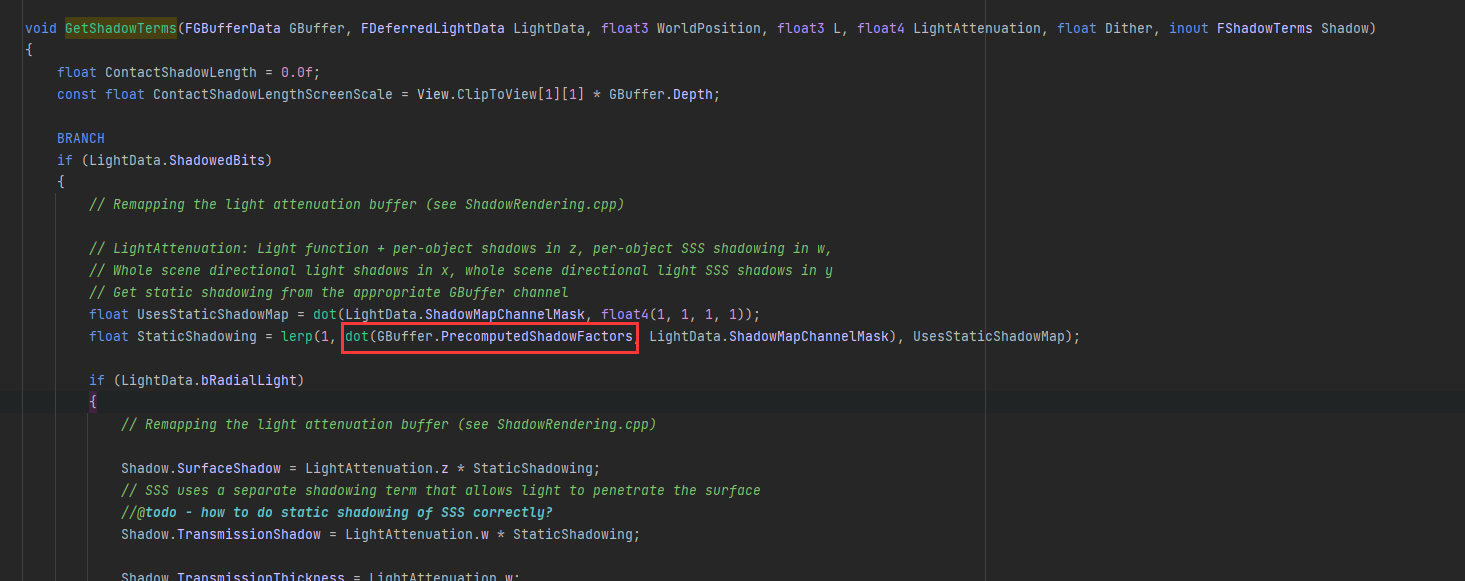 void GetShadowTerms(FGBufferData GBuffer, FDeferredLightData LightData, float3 WorldPosition, float3 L, float4 LightAttenuation, float Dither, inout FShadowTerms Shadow)
{
float ContactShadowLength = 0.0f;
const float ContactShadowLengthScreenScale = View.ClipToView[1][1] * GBuffer.Depth;
BRANCH
if (LightData.ShadowedBits)
{
// Remapping the light attenuation buffer (see ShadowRendering.cpp)
// LightAttenuation: Light function + per-object shadows in z, per-object SSS shadowing in w,
// Whole scene directional light shadows in x, whole scene directional light SSS shadows in y
// Get static shadowing from the appropriate GBuffer channel
float UsesStaticShadowMap = dot(LightData.ShadowMapChannelMask, float4(1, 1, 1, 1));
float StaticShadowing = lerp(1, dot(GBuffer.PrecomputedShadowFactors, LightData.ShadowMapChannelMask), UsesStaticShadowMap);
if (LightData.bRadialLight)
{
// Remapping the light attenuation buffer (see ShadowRendering.cpp)
Shadow.SurfaceShadow = LightAttenuation.z * StaticShadowing;
// SSS uses a separate shadowing term that allows light to penetrate the surface
//@todo - how to do static shadowing of SSS correctly?
Shadow.TransmissionShadow = LightAttenuation.w * StaticShadowing;
Shadow.TransmissionThickness = LightAttenuation.w;